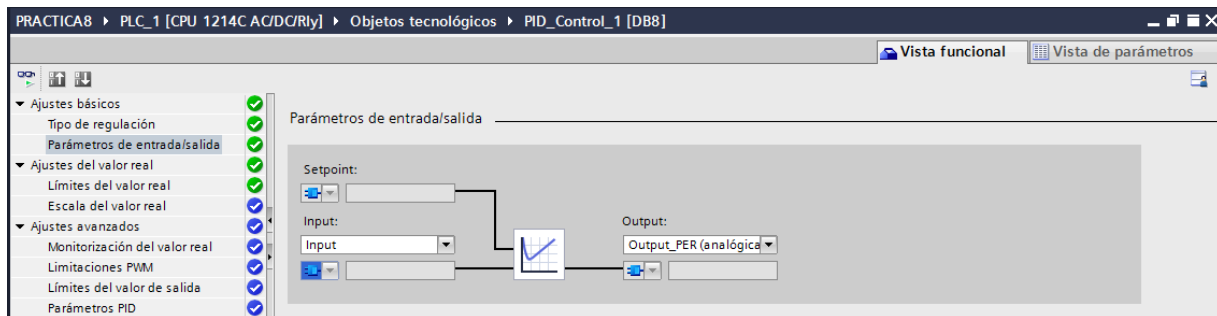 PRACTICA8 ▸ PLC_1 [CPU 1214C AC/DC/Rly] ▸ Objetos tecnológicos ▸ PID_Control_1 [DB8]
Vista funcional
Vista de parámetros
Ajustes básicos
Tipo de regulación
Parámetros de entrada/salida
Ajustes del valor real
Límites del valor real
Escala del valor real
Ajustes avanzados
Monitorización del valor real
Limitaciones PWM
Límites del valor de salida
Parámetros PID
Parámetros de entrada/salida
Setpoint:
Input:
Input
Output:
Output_PER (analógica